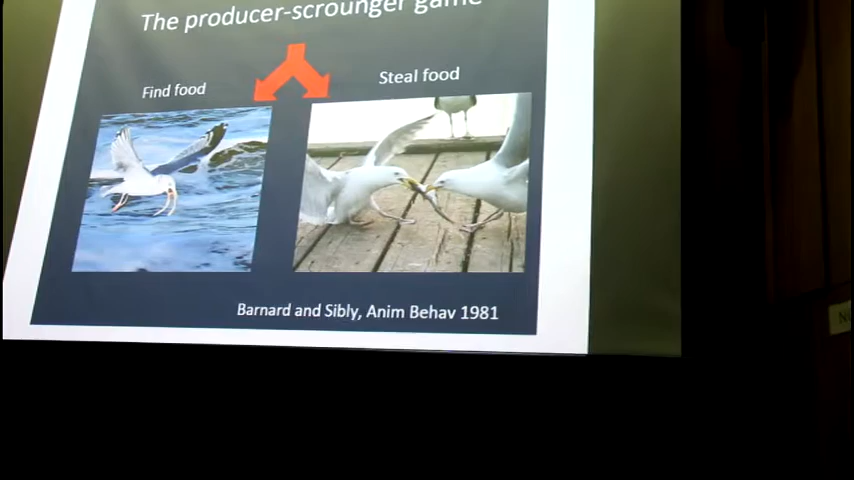 The producer-scrounger game
Find food
Steal food
Barnard and Sibly, Anim Behav 1981